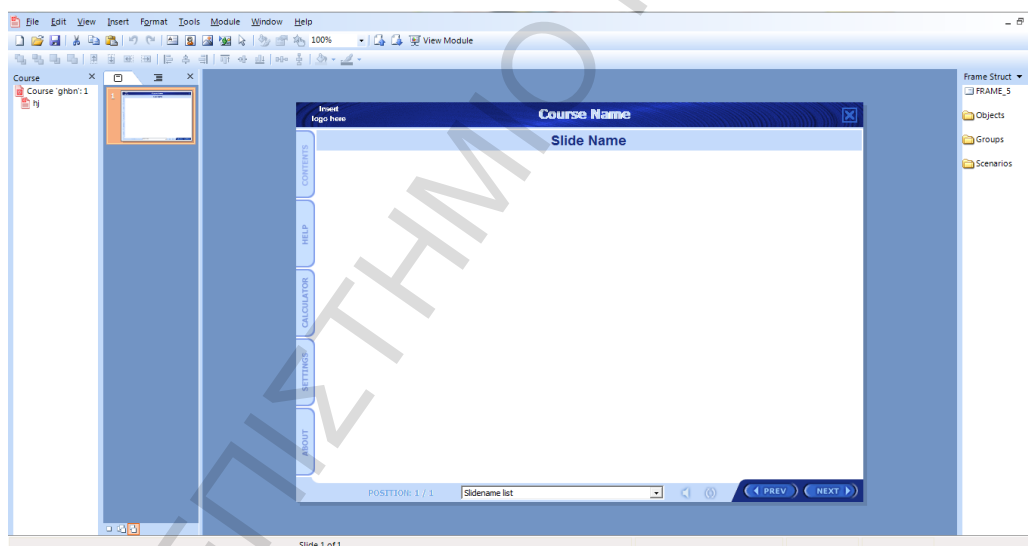 File Edit View Insert Format Tools Module Window Help
100% View Module
Course
Course 'ghbn': 1
hj
1
Insert
logo here
Course Name
Slide Name
CONTENTS
HELP
CALCULATOR
SETTINGS
ABOUT
POSITION: 1 / 1 Slidename list PREV NEXT
Frame Struct
FRAME_5
Objects
Groups
Scenarios
Slide 1 of 1
ΕΠΙΣΤΗΜΙΟ